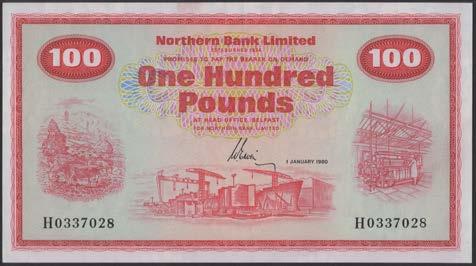 Northern Bank Limited
ESTABLISHED 1824
100
PROMISES TO PAY THE BEARER ON DEMAND
100
One Hundred
Pounds
AT HEAD OFFICE, BELFAST
FOR NORTHERN BANK LIMITED
1 JANUARY 1980
H0337028
H0337028